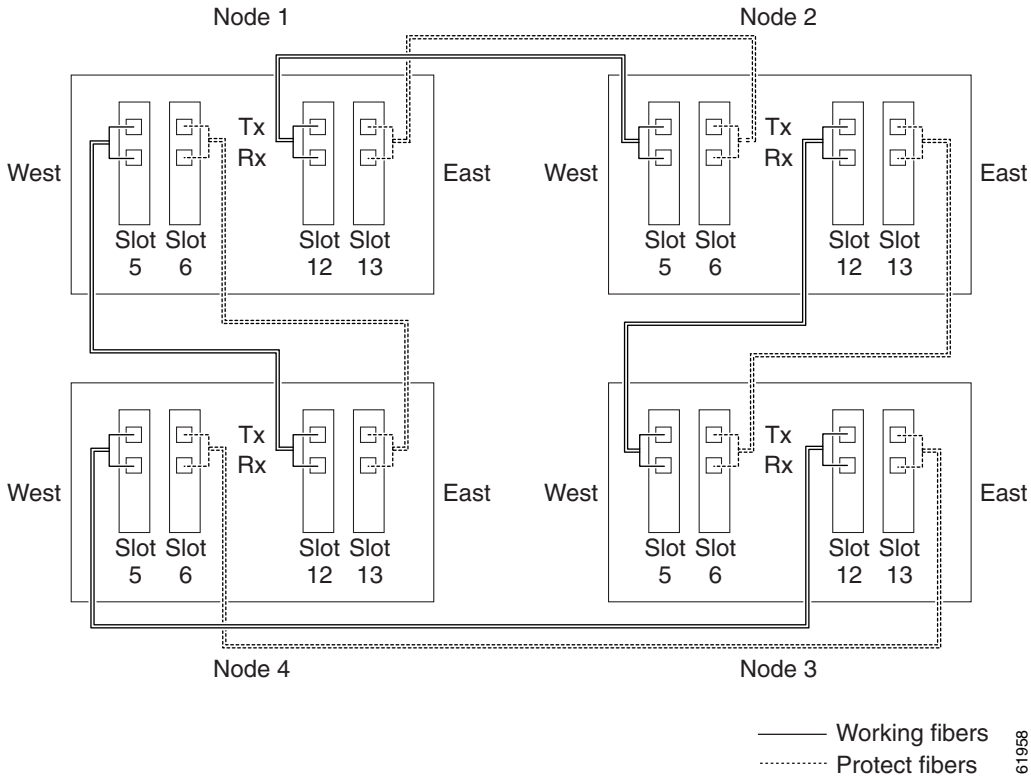 Node 1
Node 2
Tx
Rx
West
East
Slot Slot
5 6
Slot Slot
12 13
Tx
Rx
West
East
Slot Slot
5 6
Slot Slot
12 13
Tx
Rx
West
East
Slot Slot
5 6
Slot Slot
12 13
Tx
Rx
West
East
Slot Slot
5 6
Slot Slot
12 13
Node 4
Node 3
Working fibers
Protect fibers
61958